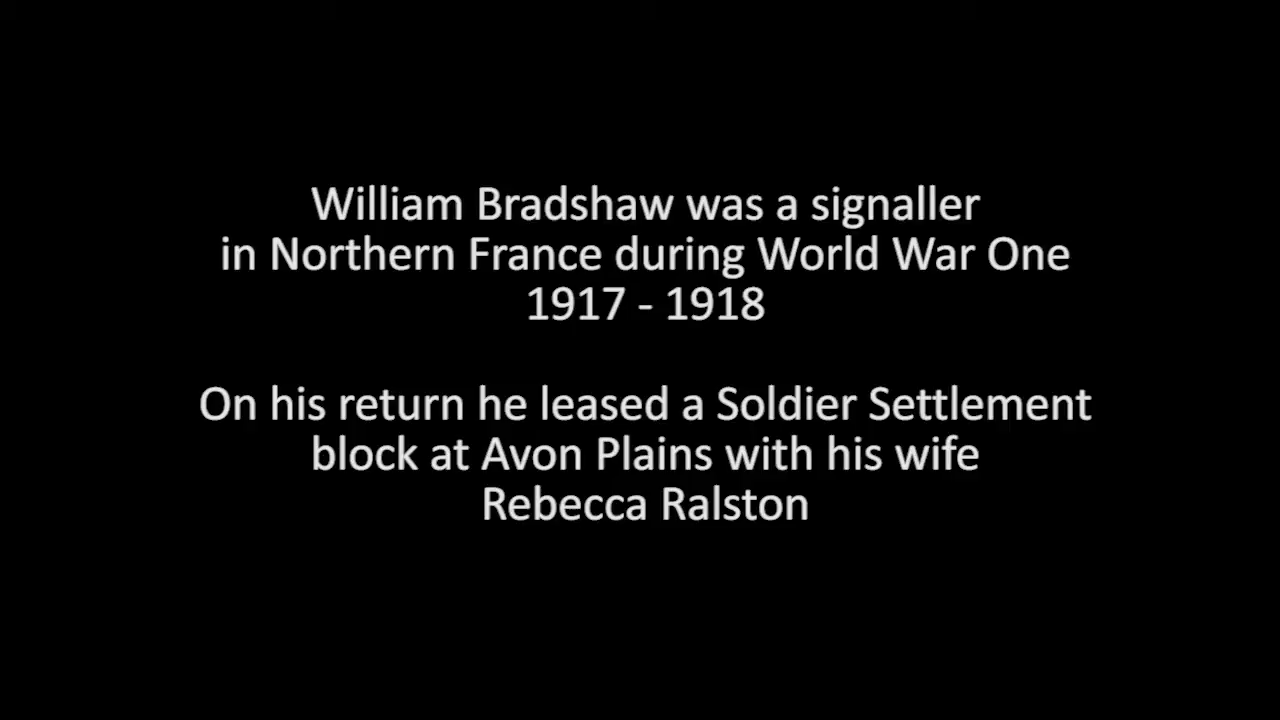 William Bradshaw was a signaller
in Northern France during World War One
1917 - 1918
On his return he leased a Soldier Settlement
block at Avon Plains with his wife
Rebecca Ralston